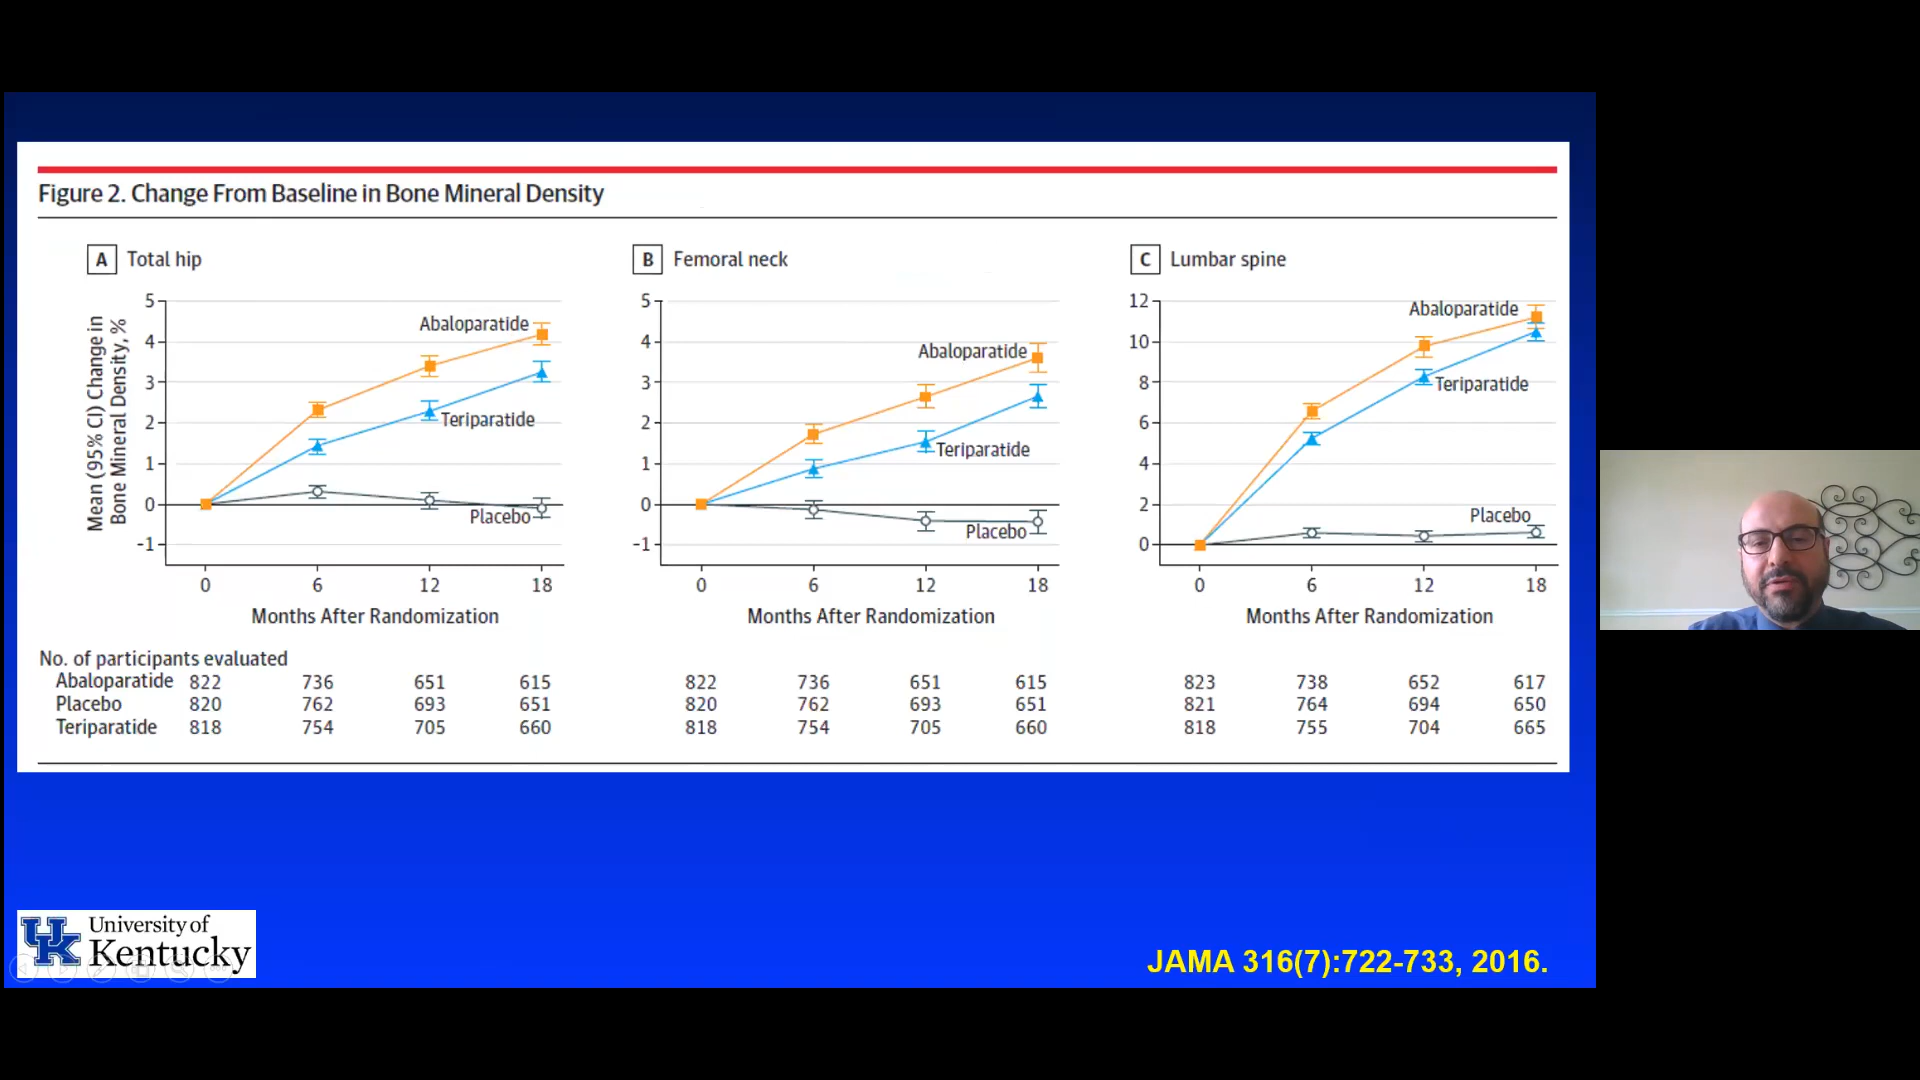 Figure 2. Change From Baseline in Bone Mineral Density
A Total hip
Mean (95% CI) Change in
Bone Mineral Density, %
5
4
3
2
1
0
-1
Abaloparatide
Teriparatide
Placebo
0 6 12 18
Months After Randomization
B Femoral neck
5
4
3
2
1
0
-1
Abaloparatide
Teriparatide
Placebo
0 6 12 18
Months After Randomization
C Lumbar spine
12
10
8
6
4
2
0
Abaloparatide
Teriparatide
Placebo
0 6 12 18
Months After Randomization
No. of participants evaluated
Abaloparatide 822 736 651 615 822 736 651 615 823 738 652 617
Placebo 820 762 693 651 820 762 693 651 821 764 694 650
Teriparatide 818 754 705 660 818 754 705 660 818 755 704 665
UK University of
Kentucky
JAMA 316(7):722-733, 2016.